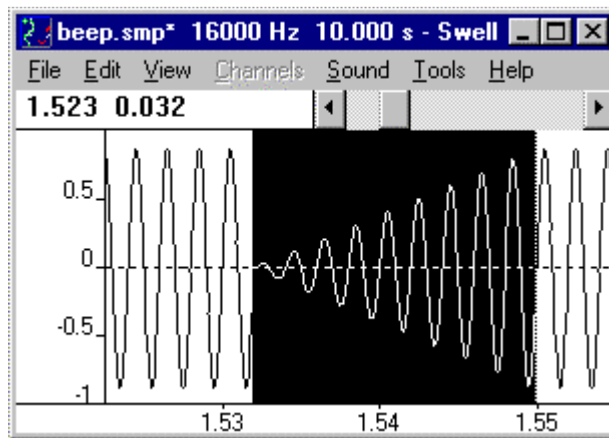 beep.smp* 16000 Hz 10.000 s - Swell
File Edit View Channels Sound Tools Help
1.523 0.032
0.5
0
-0.5
-1
1.53 1.54 1.55